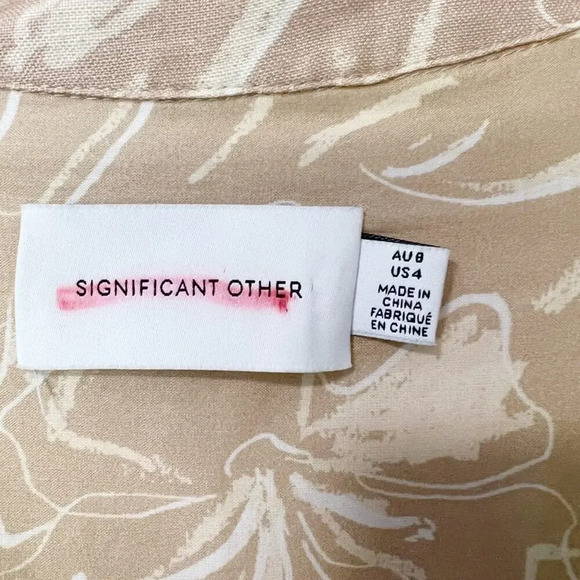 SIGNIFICANT OTHER
AU 8
US 4
MADE IN
CHINA
FABRIQUÉ
EN CHINE